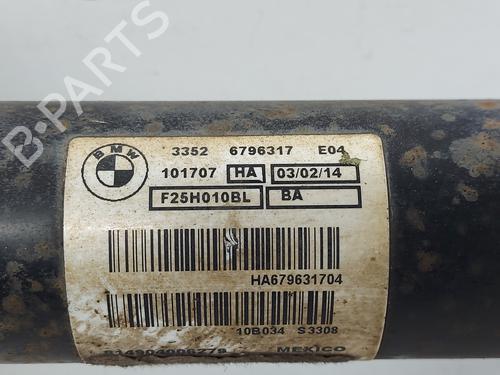 B-PARTS
BMW
3352 6796317 E04
101707 HA 03/02/14
F25H010BL BA
HA679631704
10B034 S3308
MEXICO